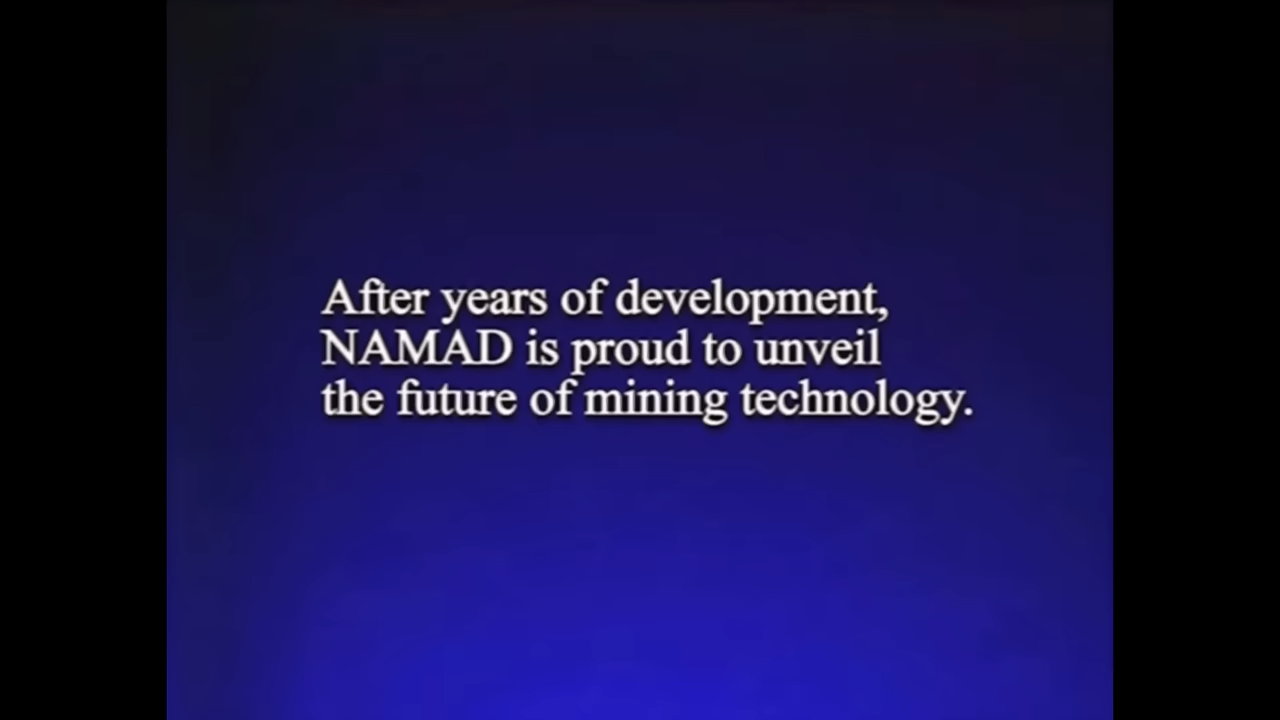 After years of development,
NAMAD is proud to unveil
the future of mining technology.